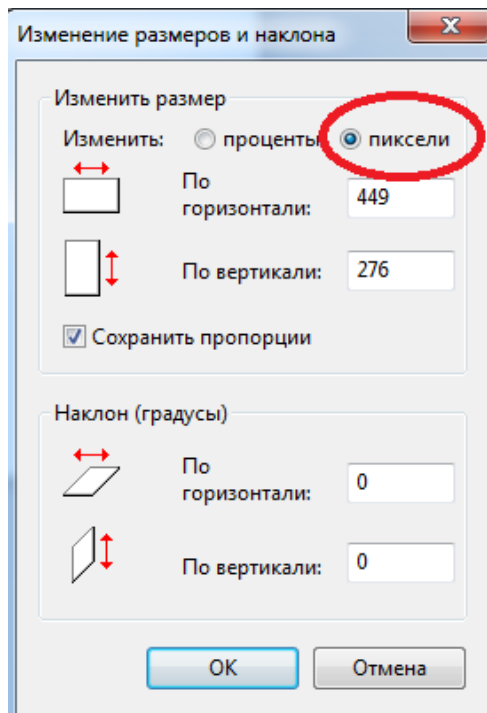 Изменение размеров и наклона
Изменить размер
Изменить: проценты пиксели
По
горизонтали: 449
По вертикали: 276
Сохранить пропорции
Наклон (градусы)
По
горизонтали: 0
По вертикали: 0
ОК Отмена